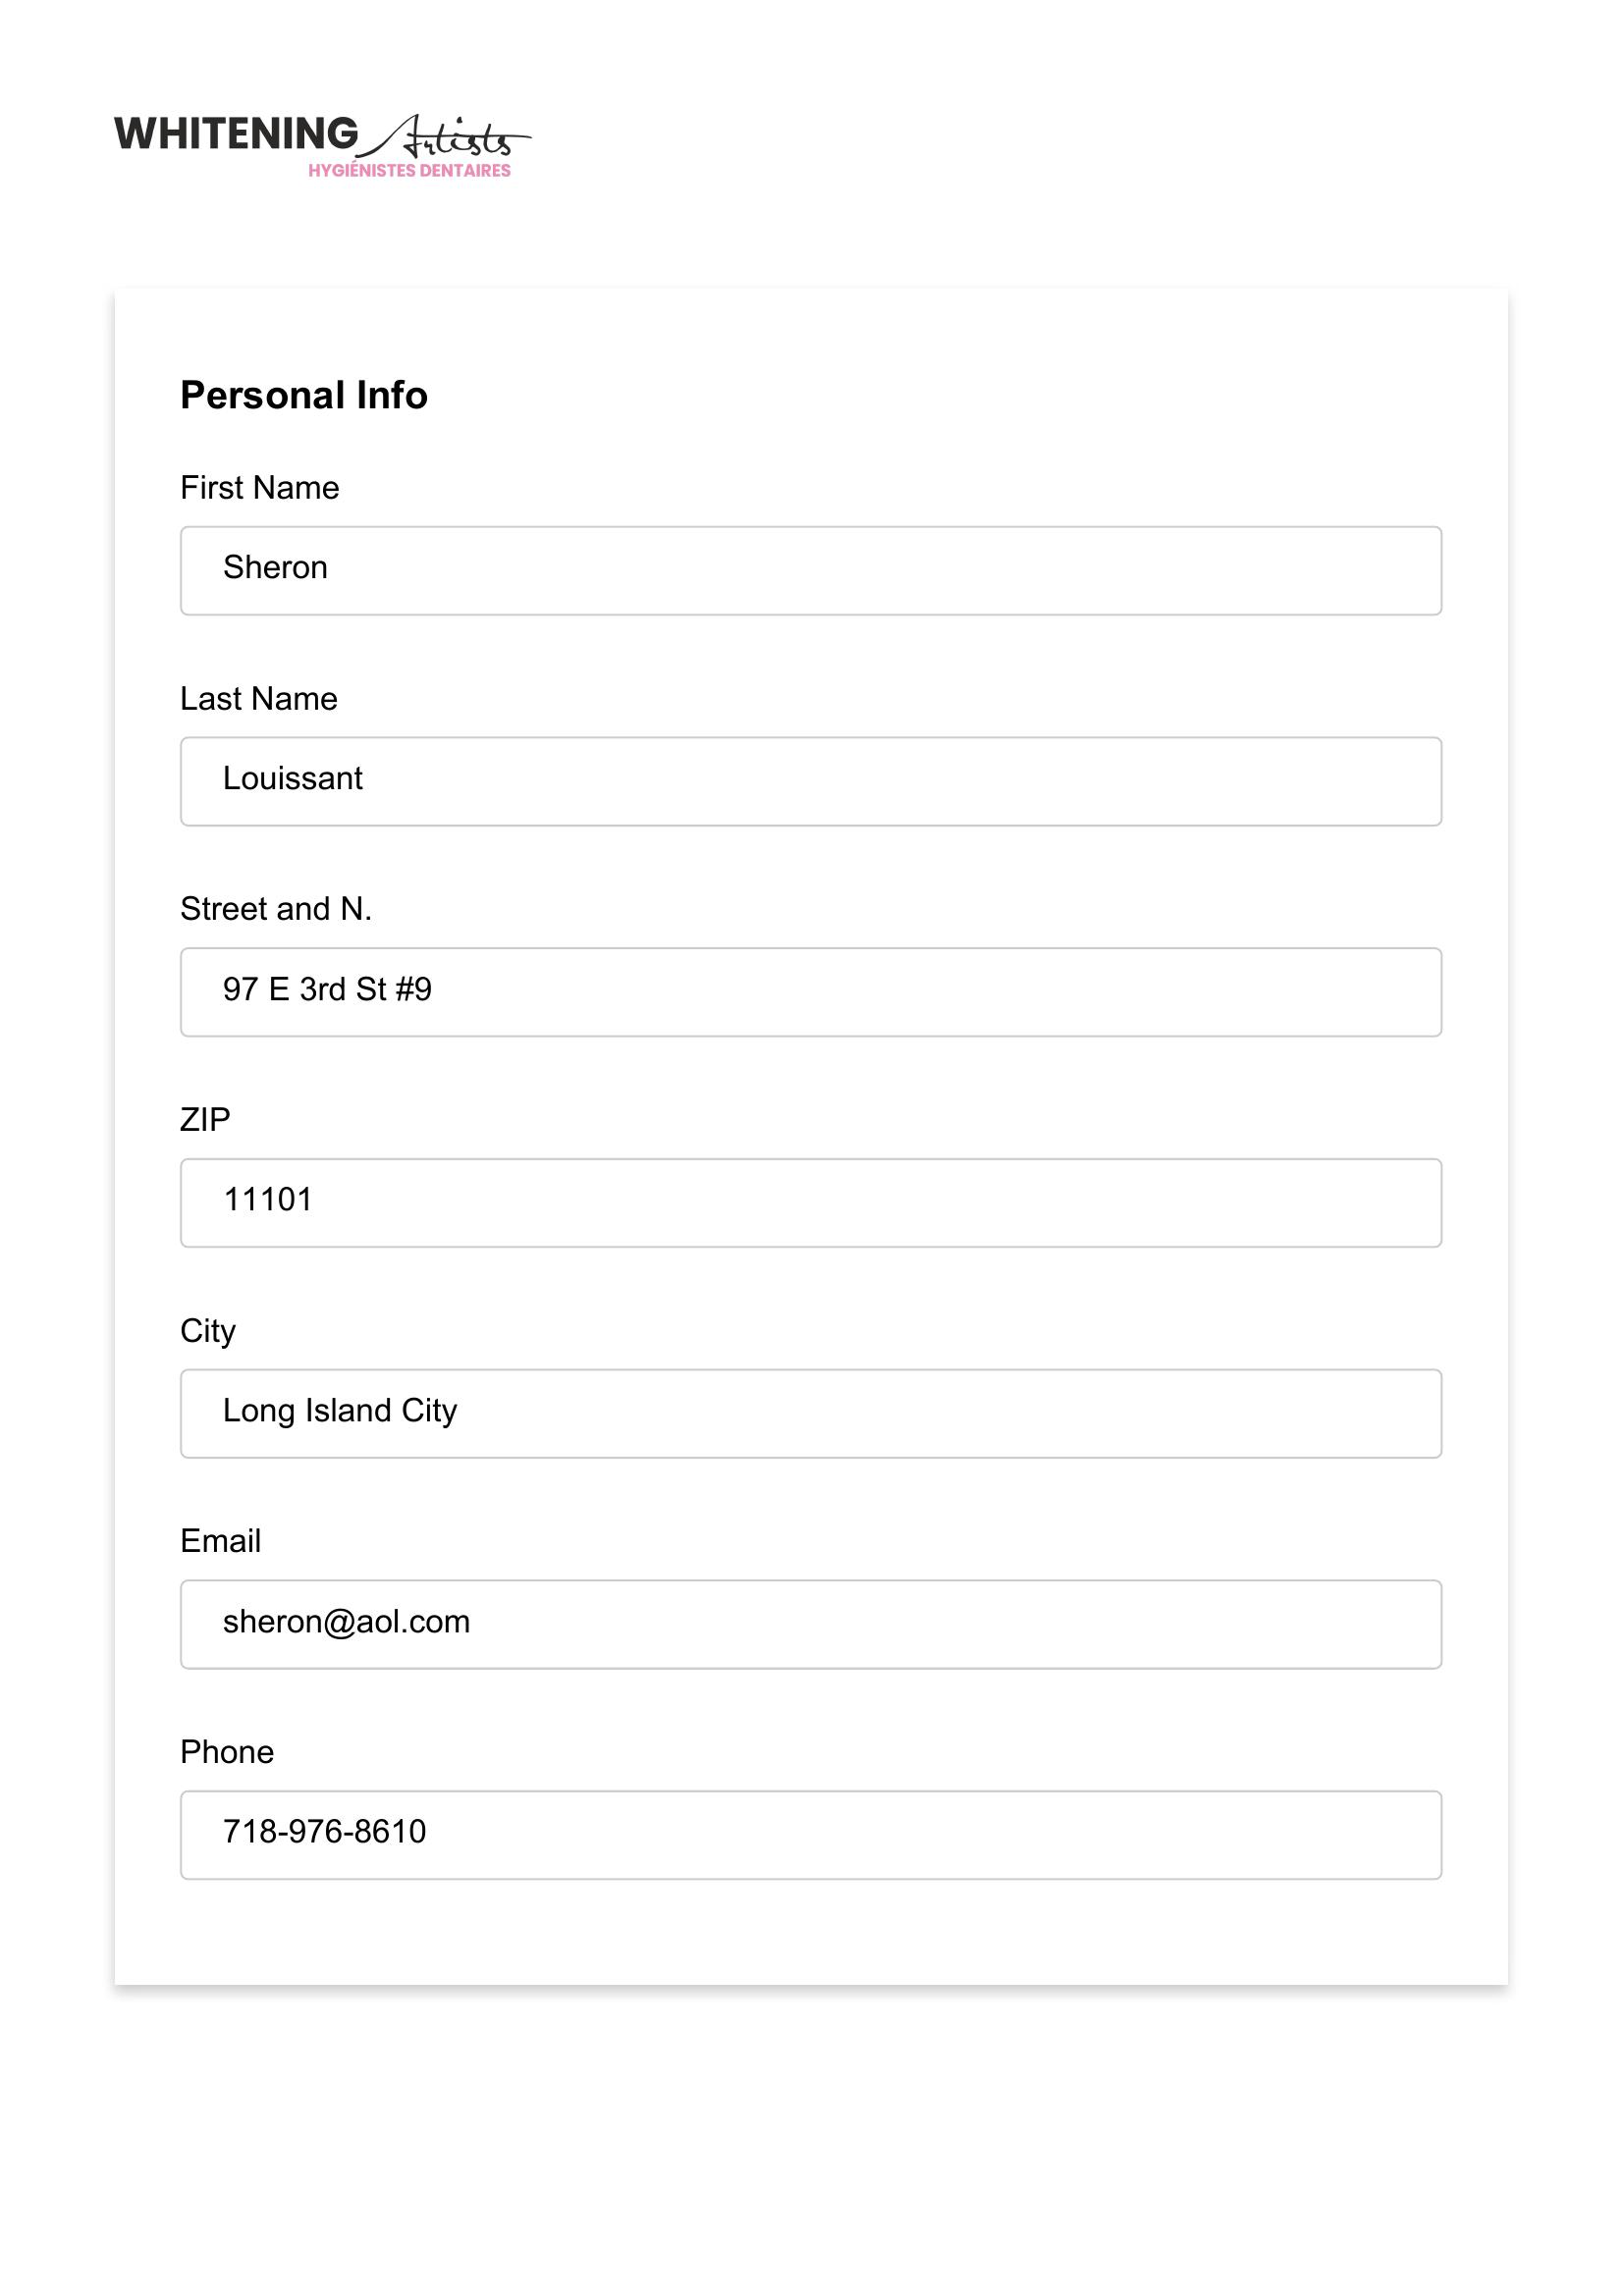 WHITENING Artists
HYGIÉNISTES DENTAIRES
Personal Info
First Name
Sheron
Last Name
Louissant
Street and N.
97 E 3rd St #9
ZIP
11101
City
Long Island City
Email
sheron@aol.com
Phone
718-976-8610